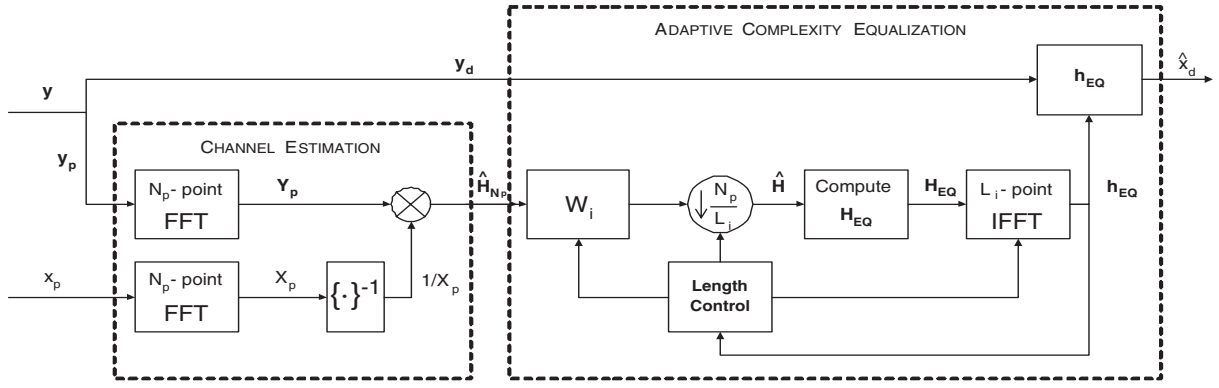 ADAPTIVE COMPLEXITY EQUALIZATION
y_d
x̂_d
h_EQ
y
CHANNEL ESTIMATION
y_p
N_p- point
FFT
Y_p
Ĥ_Np
W_i
↓ N_p
L_i
Ĥ
Compute
H_EQ
H_EQ
L_i- point
IFFT
h_EQ
x_p
N_p- point
FFT
X_p
{·}⁻¹
1/X_p
Length
Control